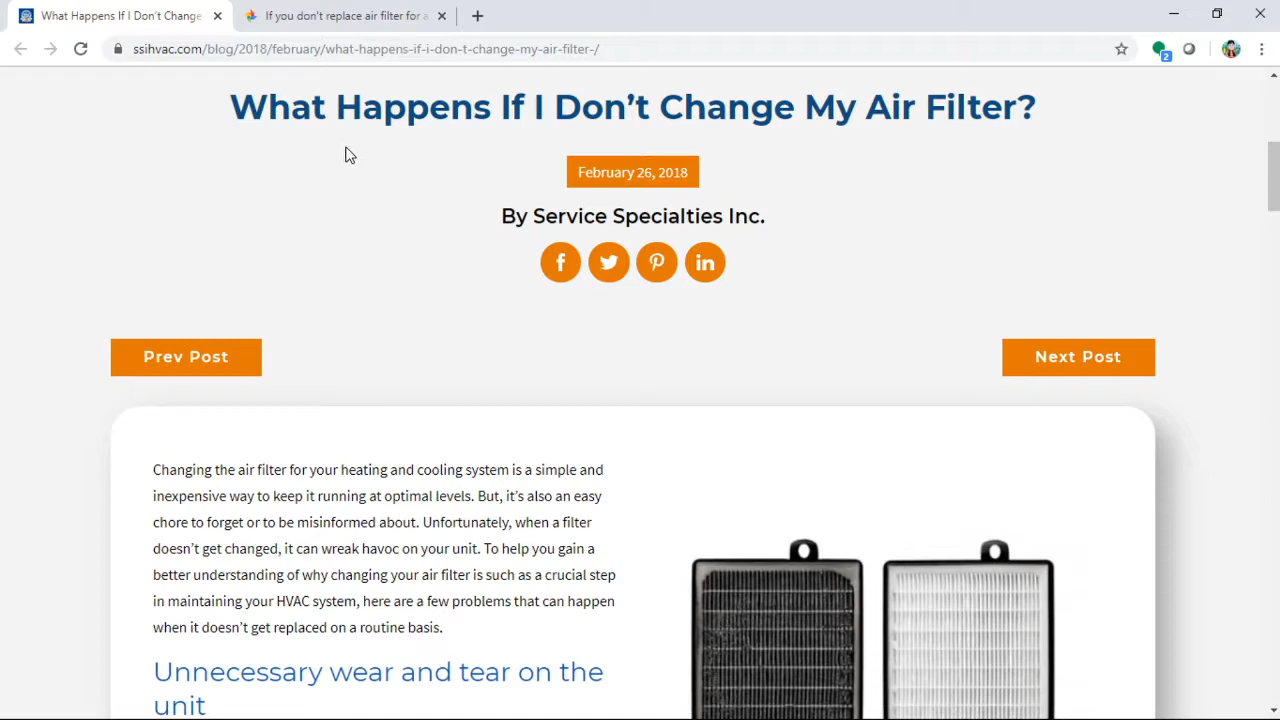 What Happens If I Don't Change
If you don't replace air filter for a
ssihvac.com/blog/2018/february/what-happens-if-i-don-t-change-my-air-filter-/
2
What Happens If I Don’t Change My Air Filter?
February 26, 2018
By Service Specialties Inc.
Prev Post
Next Post
Changing the air filter for your heating and cooling system is a simple and
inexpensive way to keep it running at optimal levels. But, it’s also an easy
chore to forget or to be misinformed about. Unfortunately, when a filter
doesn’t get changed, it can wreak havoc on your unit. To help you gain a
better understanding of why changing your air filter is such as a crucial step
in maintaining your HVAC system, here are a few problems that can happen
when it doesn’t get replaced on a routine basis.
Unnecessary wear and tear on the
unit